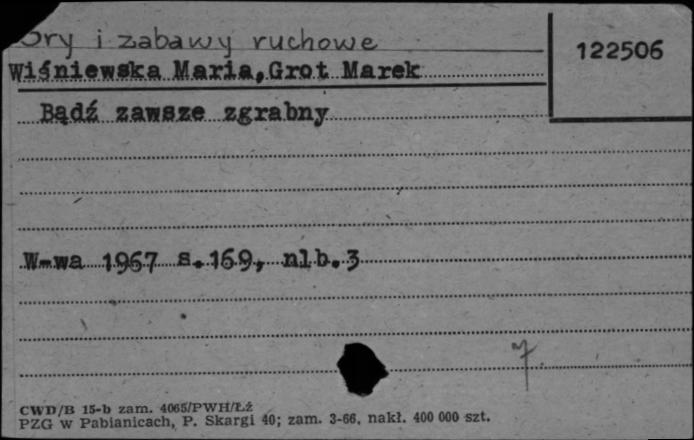 Gry i zabawy ruchowe
122506
Wiśniewska Maria, Grot Marek
Bądź zawsze zgrabny
W-wa 1967 s.169, nlb.3
7
CWD/B 15-b zam. 4065/PWH/Łź
PZG w Pabianicach, P. Skargi 40; zam. 3-66, nakł. 400 000 szt.